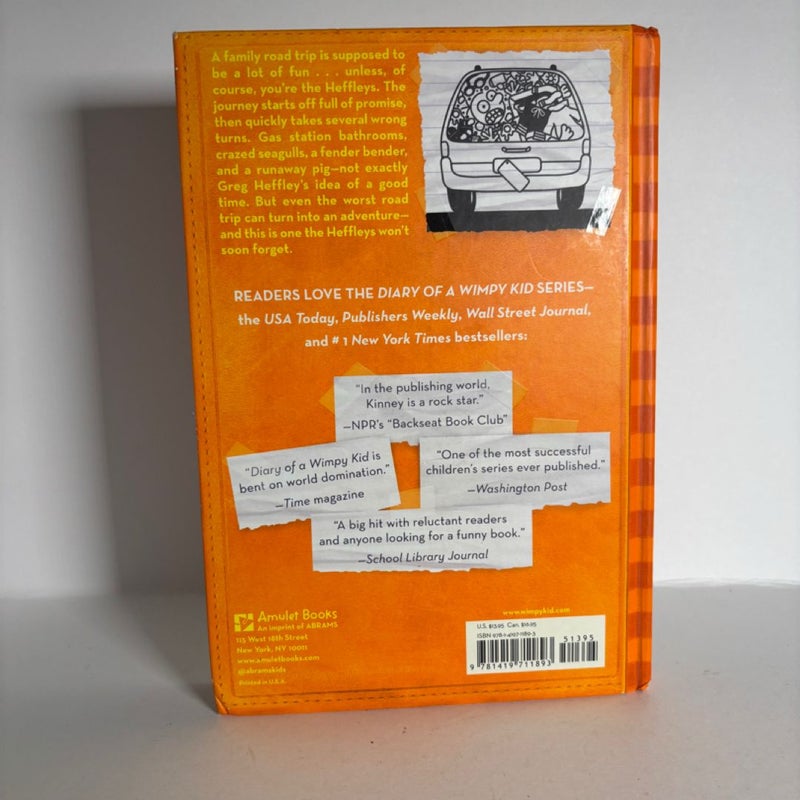 A family road trip is supposed to
be a lot of fun . . . unless, of
course, you're the Heffleys. The
journey starts off full of promise,
then quickly takes several wrong
turns. Gas station bathrooms,
crazed seagulls, a fender bender,
and a runaway pig—not exactly
Greg Heffley's idea of a good
time. But even the worst road
trip can turn into an adventure—
and this is one the Heffleys won't
soon forget.
READERS LOVE THE DIARY OF A WIMPY KID SERIES—
the USA Today, Publishers Weekly, Wall Street Journal,
and #1 New York Times bestsellers:
"In the publishing world,
Kinney is a rock star."
—NPR's "Backseat Book Club"
"Diary of a Wimpy Kid is
bent on world domination."
—Time magazine
"One of the most successful
children's series ever published."
—Washington Post
"A big hit with reluctant readers
and anyone looking for a funny book."
—School Library Journal
Amulet Books
An imprint of ABRAMS
115 West 18th Street
New York, NY 10011
www.amuletbooks.com
@abramskids
Printed in U.S.A.
www.wimpykid.com
U.S. $13.95 Can. $16.95
ISBN 978-1-4197-1189-3
51395
9 781419 711893